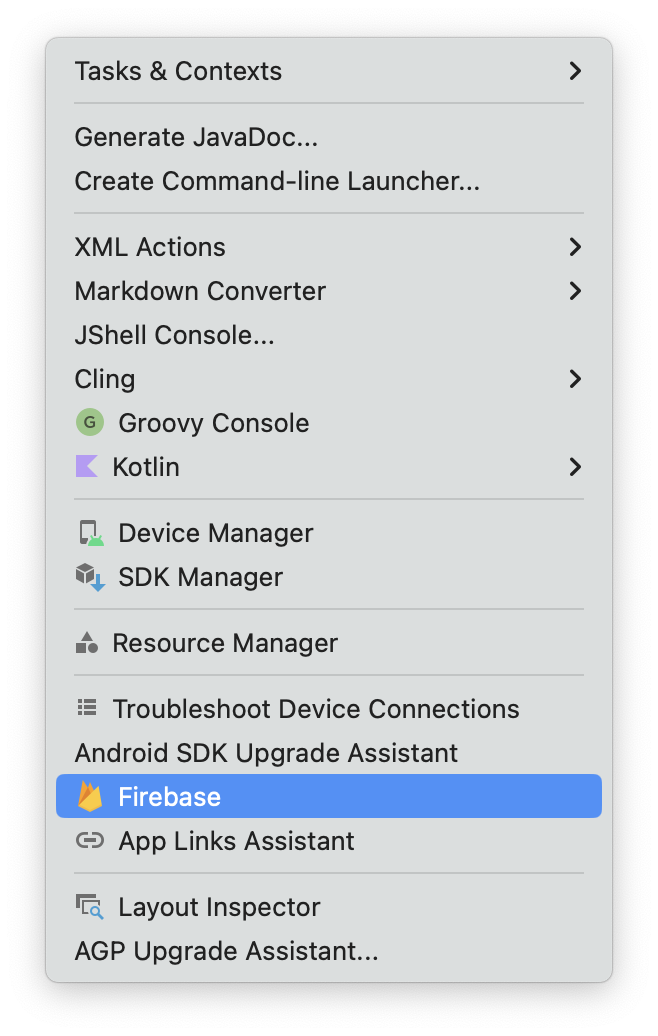 Tasks & Contexts
Generate JavaDoc...
Create Command-line Launcher...
XML Actions
Markdown Converter
JShell Console...
Cling
G Groovy Console
Kotlin
Device Manager
SDK Manager
Resource Manager
Troubleshoot Device Connections
Android SDK Upgrade Assistant
Firebase
App Links Assistant
Layout Inspector
AGP Upgrade Assistant...